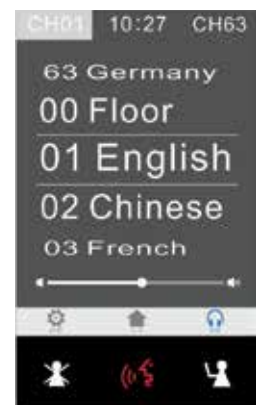 CH01 10:27 CH63
63 Germany
00 Floor
01 English
02 Chinese
03 French